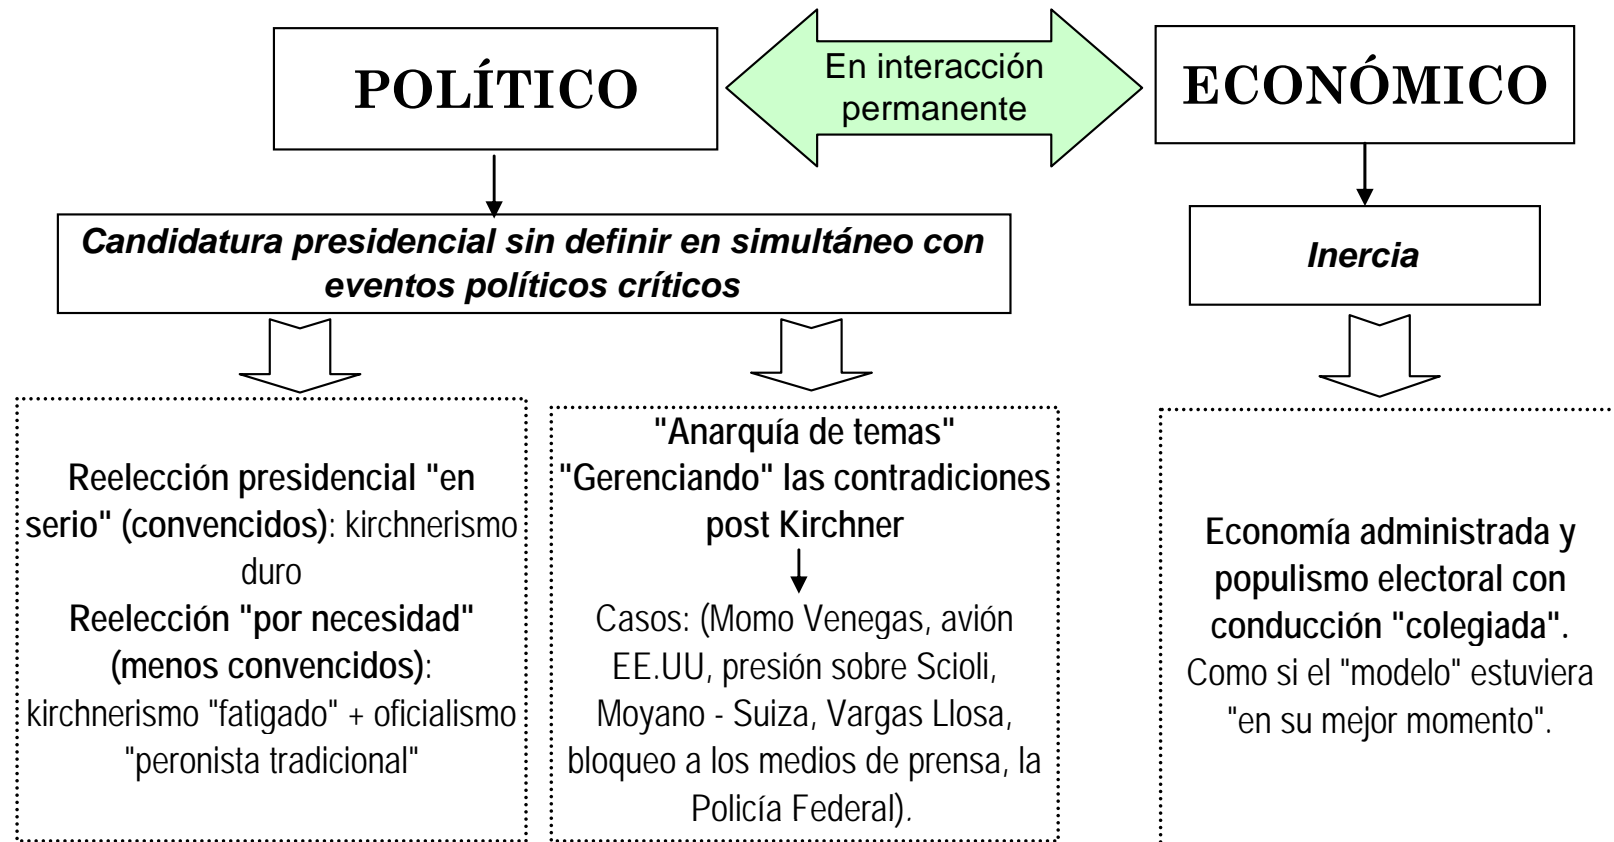 POLÍTICO
En interacción
permanente
ECONÓMICO
Candidatura presidencial sin definir en simultáneo con
eventos políticos críticos
Inercia
Reelección presidencial "en
serio" (convencidos): kirchnerismo
duro
Reelección "por necesidad"
(menos convencidos):
kirchnerismo "fatigado" + oficialismo
"peronista tradicional"
"Anarquía de temas"
"Gerenciando" las contradiciones
post Kirchner
Casos: (Momo Venegas, avión
EE.UU, presión sobre Scioli,
Moyano - Suiza, Vargas Llosa,
bloqueo a los medios de prensa, la
Policía Federal).
Economía administrada y
populismo electoral con
conducción "colegiada".
Como si el "modelo" estuviera
"en su mejor momento".